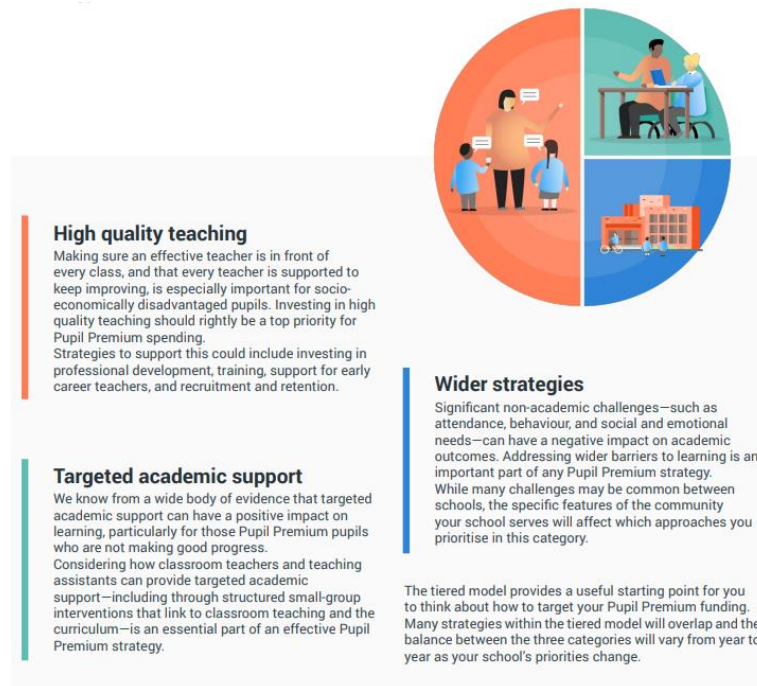 High quality teaching
Making sure an effective teacher is in front of
every class, and that every teacher is supported to
keep improving, is especially important for socio-
economically disadvantaged pupils. Investing in high
quality teaching should rightly be a top priority for
Pupil Premium spending.
Strategies to support this could include investing in
professional development, training, support for early
career teachers, and recruitment and retention.
Targeted academic support
We know from a wide body of evidence that targeted
academic support can have a positive impact on
learning, particularly for those Pupil Premium pupils
who are not making good progress.
Considering how classroom teachers and teaching
assistants can provide targeted academic
support—including through structured small-group
interventions that link to classroom teaching and the
curriculum—is an essential part of an effective Pupil
Premium strategy.
Wider strategies
Significant non-academic challenges—such as
attendance, behaviour, and social and emotional
needs—can have a negative impact on academic
outcomes. Addressing wider barriers to learning is an
important part of any Pupil Premium strategy.
While many challenges may be common between
schools, the specific features of the community
your school serves will affect which approaches you
prioritise in this category.
The tiered model provides a useful starting point for you
to think about how to target your Pupil Premium funding.
Many strategies within the tiered model will overlap and the
balance between the three categories will vary from year to
year as your school's priorities change.